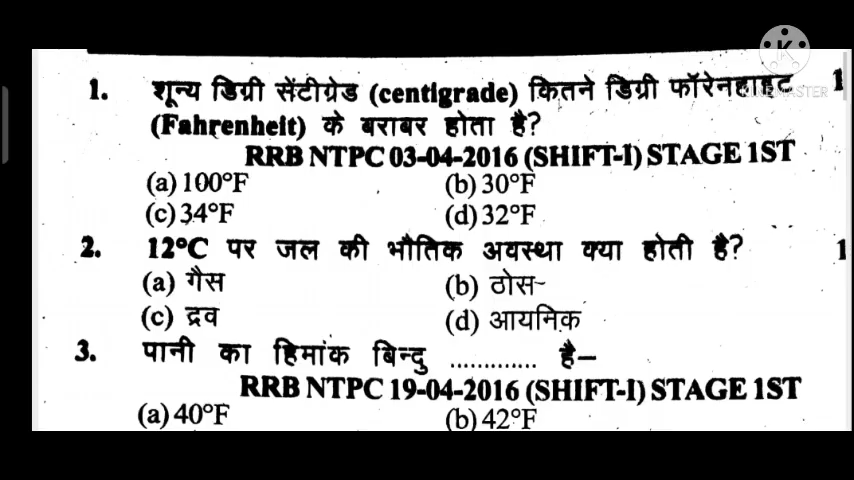 1. शून्य डिग्री सेंटीग्रेड (centigrade) कितने डिग्री फॉरेनहाइट 1
(Fahrenheit) के बराबर होता है?
RRB NTPC 03-04-2016 (SHIFT-I) STAGE 1ST
(a) 100°F (b) 30°F
(c) 34°F (d) 32°F
2. 12°C पर जल की भौतिक अवस्था क्या होती है? 1
(a) गैस (b) ठोस
(c) द्रव (d) आयनिक
3. पानी का हिमांक बिन्दु ............. है–
RRB NTPC 19-04-2016 (SHIFT-I) STAGE 1ST
(a) 40°F (b) 42°F